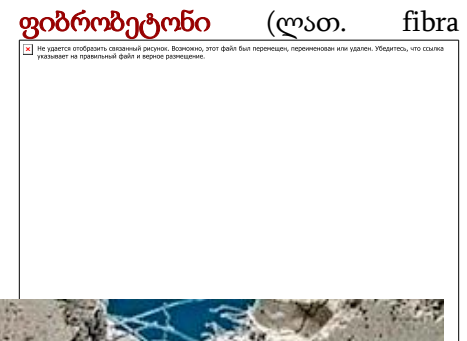 ფიბრობეტონი (ლათ. fibra
Не удается отобразить связанный рисунок. Возможно, этот файл был перемещен, переименован или удален. Убедитесь, что ссылка
указывает на правильный файл и верное размещение.